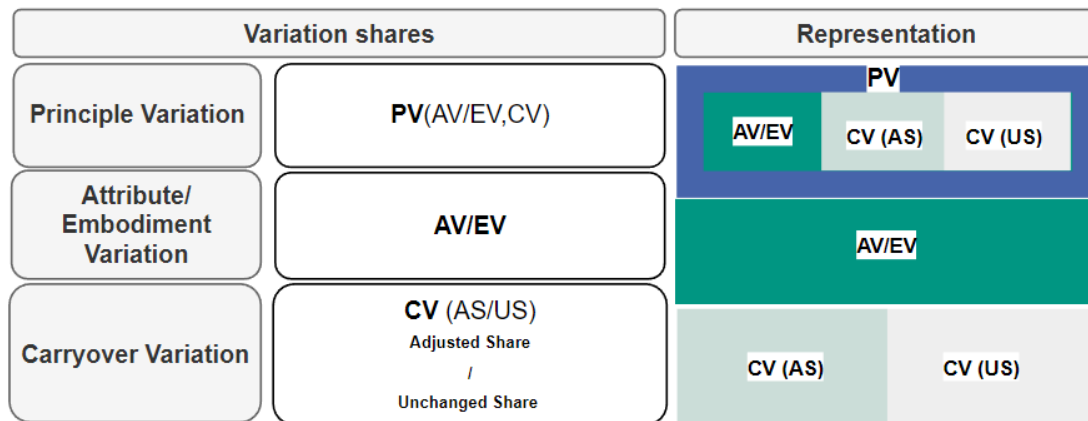 Variation shares
Representation
Principle Variation
PV(AV/EV,CV)
PV
AV/EV
CV (AS)
CV (US)
Attribute/
Embodiment
Variation
AV/EV
AV/EV
Carryover Variation
CV (AS/US)
Adjusted Share
/
Unchanged Share
CV (AS)
CV (US)